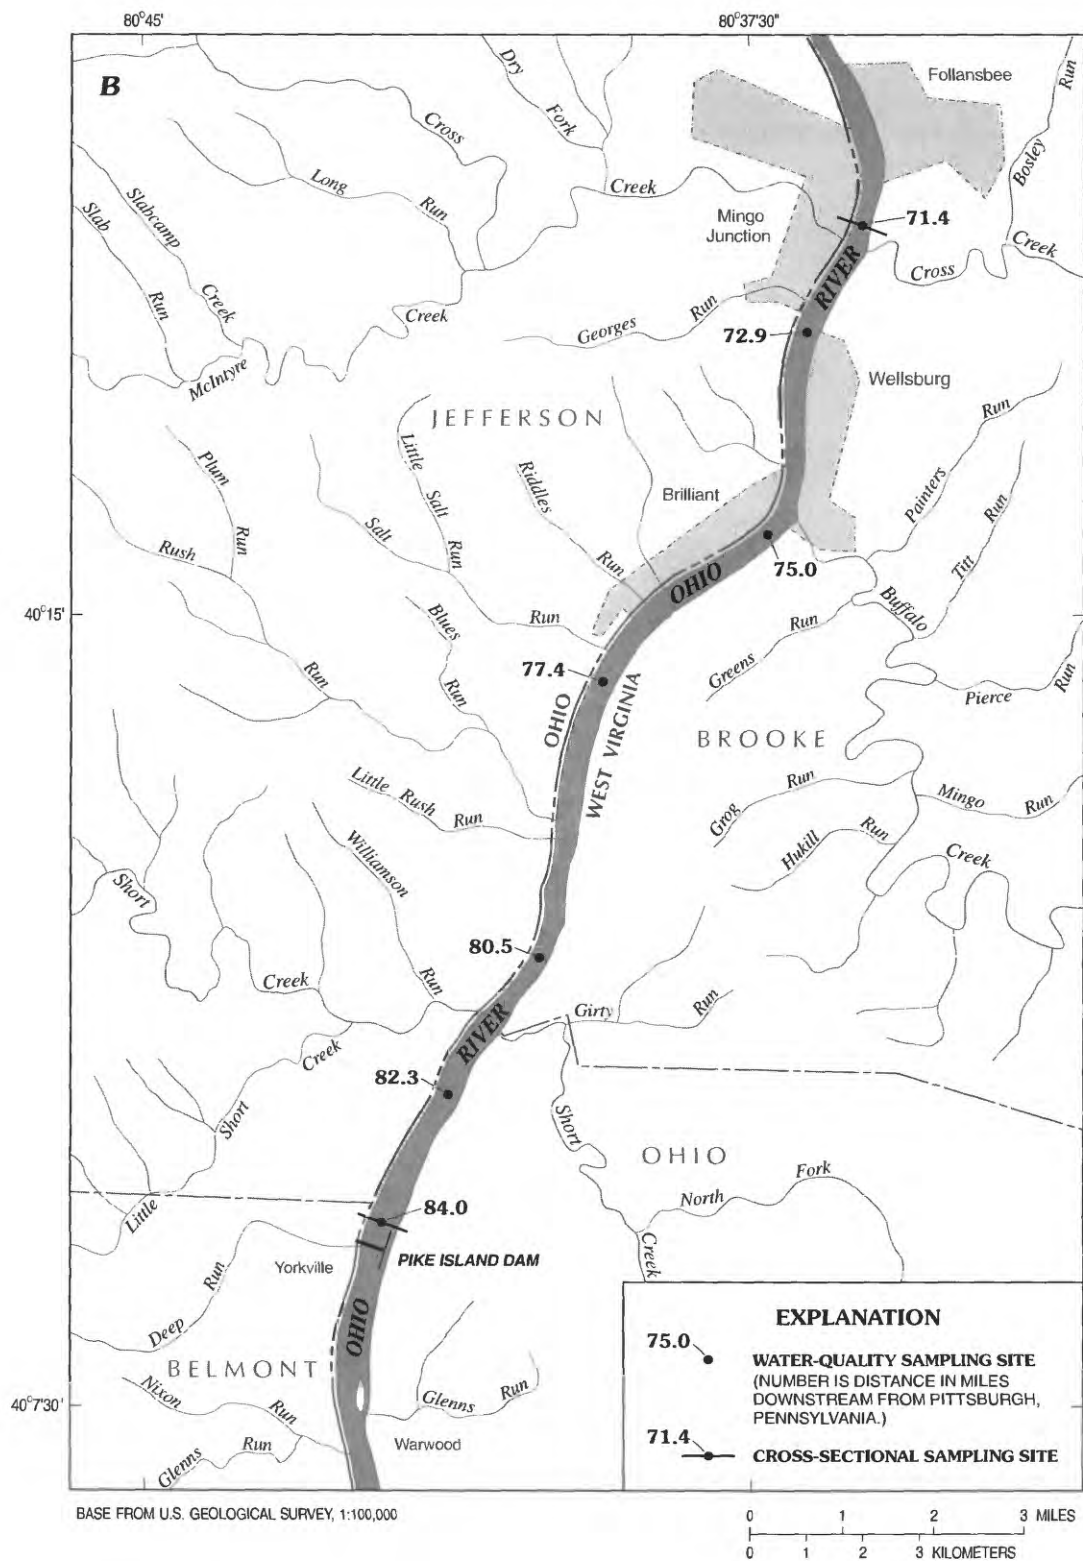 80°45'
80°37'30"
B
Dry
Fork
Follansbee
Run
Bosley
Cross
Creek
Long
Run
Slabcamp
Creek
Slab
Run
Mingo
Junction
71.4
Creek
Cross
RIVER
Creek
Georges
Run
72.9
McIntyre
Wellsburg
JEFFERSON
Little
Salt
Run
Riddles
Run
Plum
Run
Brilliant
Painters
Run
Salt
Run
Rush
Run
Titt
Run
75.0
OHIO
Buffalo
40°15'
Blues
Run
Greens
Run
77.4
Pierce
Run
OHIO
WEST VIRGINIA
BROOKE
Little
Rush
Run
Grog
Run
Mingo
Run
Hukill
Run
Creek
Williamson
Run
Short
Creek
80.5
Girty
Run
RIVER
Creek
82.3
Short
Short
OHIO
North
Fork
Creek
Little
84.0
PIKE ISLAND DAM
Yorkville
Run
Deep
OHIO
BELMONT
Nixon
Run
Glenns
Run
40°7'30'
Glenns
Run
Warwood
EXPLANATION
75.0
WATER-QUALITY SAMPLING SITE
(NUMBER IS DISTANCE IN MILES
DOWNSTREAM FROM PITTSBURGH,
PENNSYLVANIA.)
71.4
CROSS-SECTIONAL SAMPLING SITE
BASE FROM U.S. GEOLOGICAL SURVEY, 1:100,000
0 1 2 3 MILES
0 1 2 3 KILOMETERS